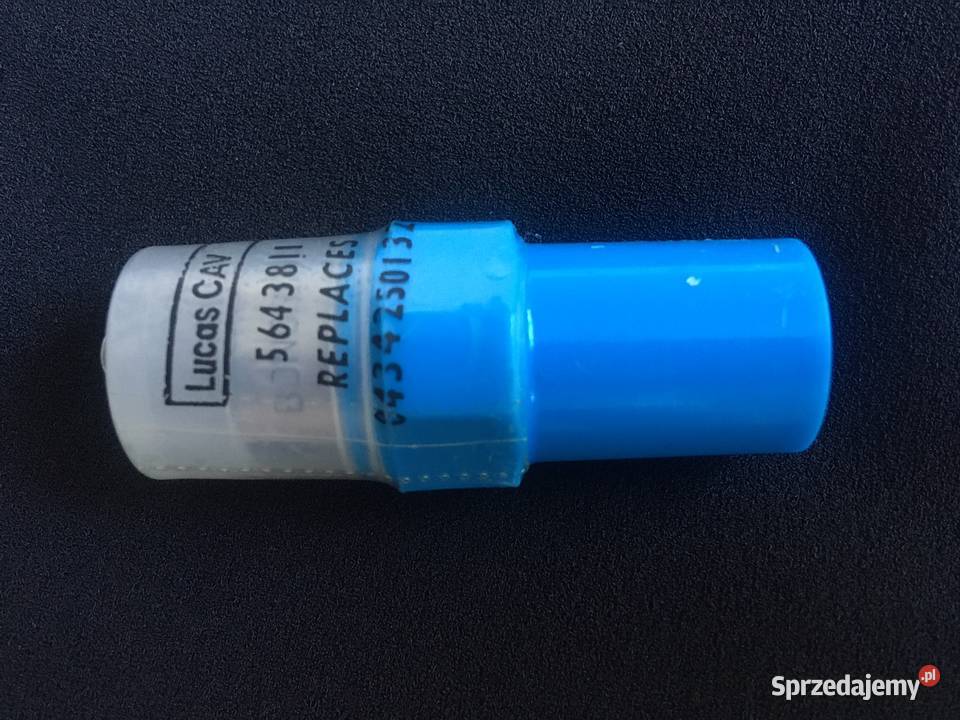 Lucas CAV
5643811
REPLACES
0434250132
Sprzedajemy.pl